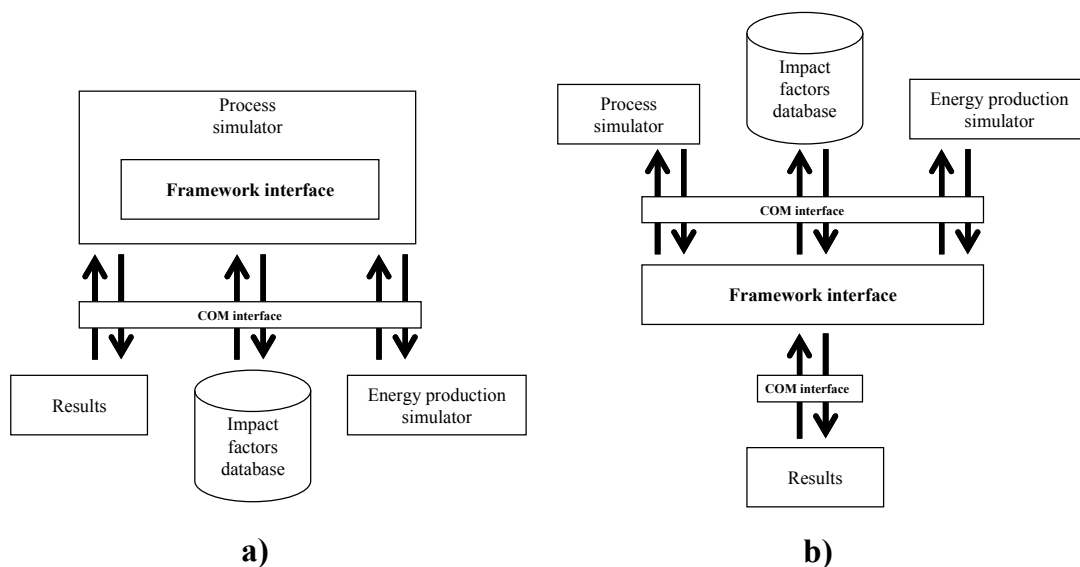 Process
simulator
Framework interface
COM interface
Results
Impact
factors
database
Energy production
simulator
a)
Process
simulator
Impact
factors
database
Energy production
simulator
COM interface
Framework interface
COM interface
Results
b)